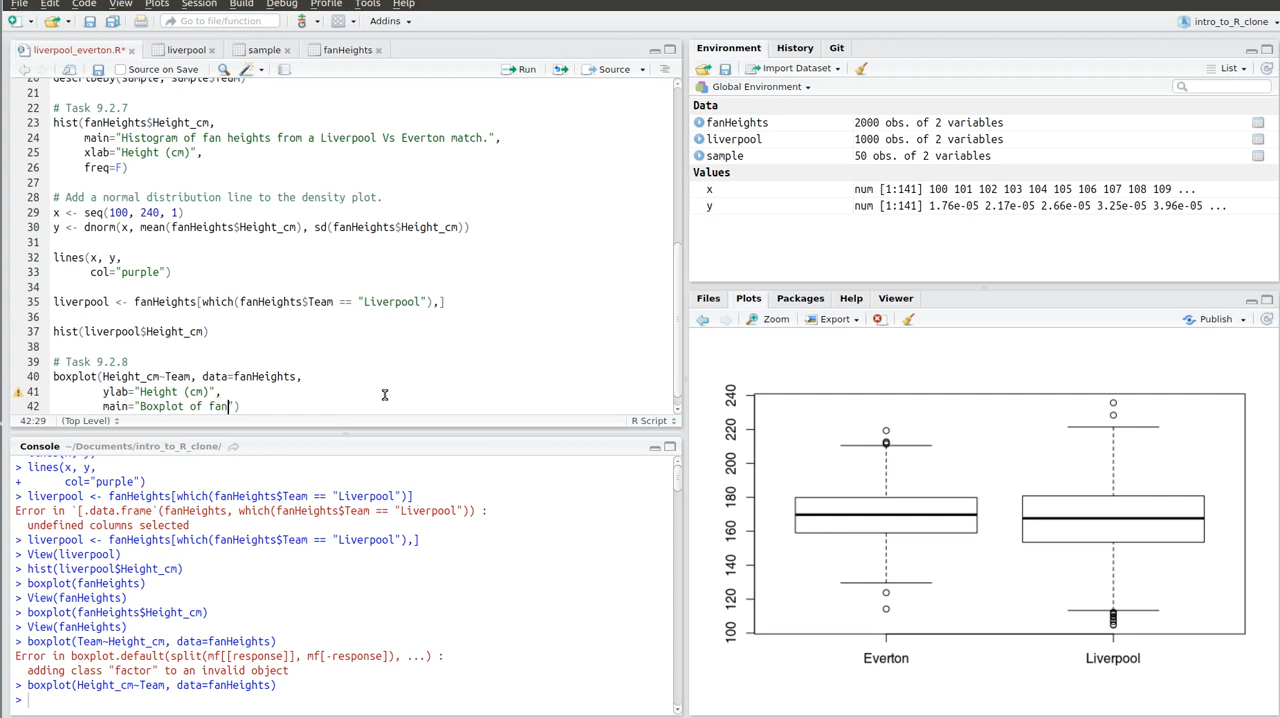 File Edit Code View Plots Session Build Debug Profile Tools Help
Go to file/function Addins intro_to_R_clone
liverpool_everton.R* liverpool sample fanHeights
Source on Save Run Source
20 describeBy(sample, sample$Team)
21
22 # Task 9.2.7
23 hist(fanHeights$Height_cm,
24 main="Histogram of fan heights from a Liverpool Vs Everton match.",
25 xlab="Height (cm)",
26 freq=F)
27
28 # Add a normal distribution line to the density plot.
29 x <- seq(100, 240, 1)
30 y <- dnorm(x, mean(fanHeights$Height_cm), sd(fanHeights$Height_cm))
31
32 lines(x, y,
33 col="purple")
34
35 liverpool <- fanHeights[which(fanHeights$Team == "Liverpool"),]
36
37 hist(liverpool$Height_cm)
38
39 # Task 9.2.8
40 boxplot(Height_cm~Team, data=fanHeights,
41 ylab="Height (cm)",
42 main="Boxplot of fan")
42:29 (Top Level) R Script
Console ~/Documents/intro_to_R_clone/
> lines(x, y,
+ col="purple")
> liverpool <- fanHeights[which(fanHeights$Team == "Liverpool")]
Error in `[.data.frame`(fanHeights, which(fanHeights$Team == "Liverpool")) :
undefined columns selected
> liverpool <- fanHeights[which(fanHeights$Team == "Liverpool"),]
> View(liverpool)
> hist(liverpool$Height_cm)
> boxplot(fanHeights)
> View(fanHeights)
> boxplot(fanHeights$Height_cm)
> View(fanHeights)
> boxplot(Team~Height_cm, data=fanHeights)
Error in boxplot.default(split(mf[[response]], mf[-response]), ...) :
adding class "factor" to an invalid object
> boxplot(Height_cm~Team, data=fanHeights)
>
Environment History Git
Import Dataset List
Global Environment
Data
fanHeights 2000 obs. of 2 variables
liverpool 1000 obs. of 2 variables
sample 50 obs. of 2 variables
Values
x num [1:141] 100 101 102 103 104 105 106 107 108 109 ...
y num [1:141] 1.76e-05 2.17e-05 2.66e-05 3.25e-05 3.96e-05 ...
Files Plots Packages Help Viewer
Zoom Export Publish
240
220
200
180
160
140
120
100
Everton Liverpool